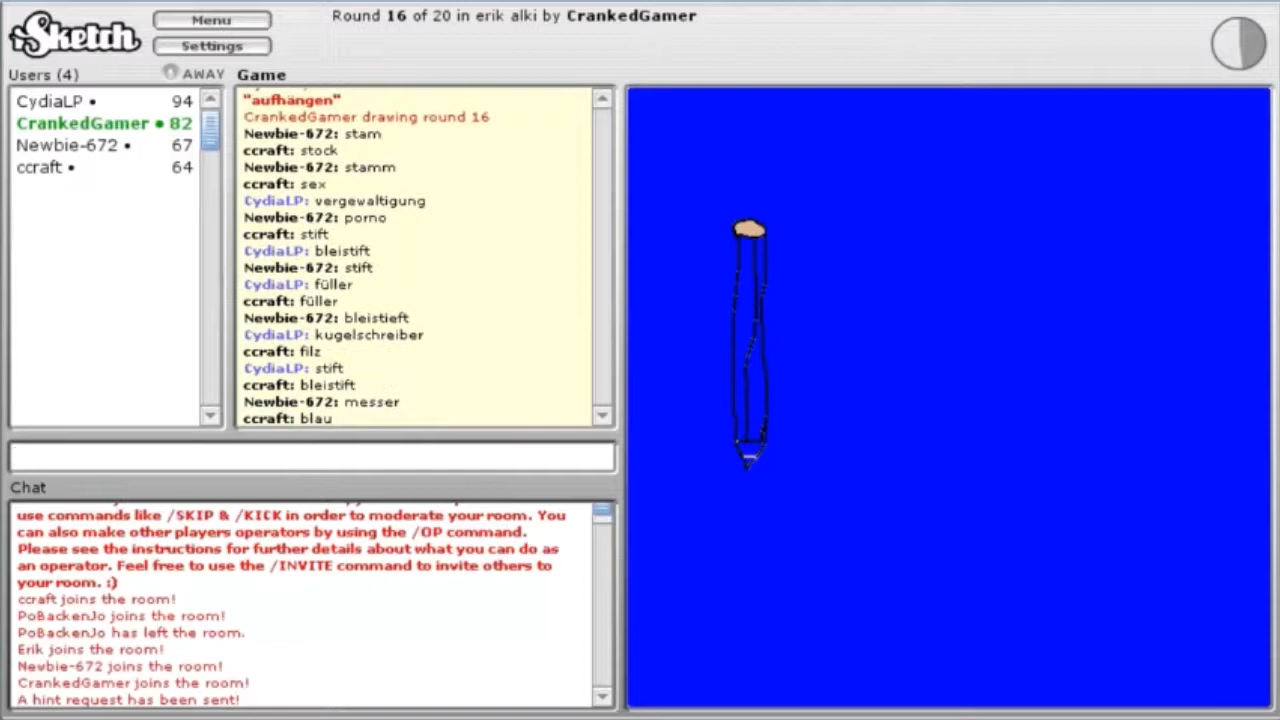 iSketch
Menu
Settings
Round 16 of 20 in erik alki by CrankedGamer
Users (4)
AWAY
Game
CydiaLP • 94
CrankedGamer • 82
Newbie-672 • 67
ccraft • 64
"aufhängen"
CrankedGamer drawing round 16
Newbie-672: stam
ccraft: stock
Newbie-672: stamm
ccraft: sex
CydiaLP: vergewaltigung
Newbie-672: porno
ccraft: stift
CydiaLP: bleistift
Newbie-672: stift
CydiaLP: füller
ccraft: füller
Newbie-672: bleistieft
CydiaLP: kugelschreiber
ccraft: filz
CydiaLP: stift
ccraft: bleistift
Newbie-672: messer
ccraft: blau
Chat
use commands like /SKIP & /KICK in order to moderate your room. You
can also make other players operators by using the /OP command.
Please see the instructions for further details about what you can do as
an operator. Feel free to use the /INVITE command to invite others to
your room. :)
ccraft joins the room!
PoBackenJo joins the room!
PoBackenJo has left the room.
Erik joins the room!
Newbie-672 joins the room!
CrankedGamer joins the room!
A hint request has been sent!